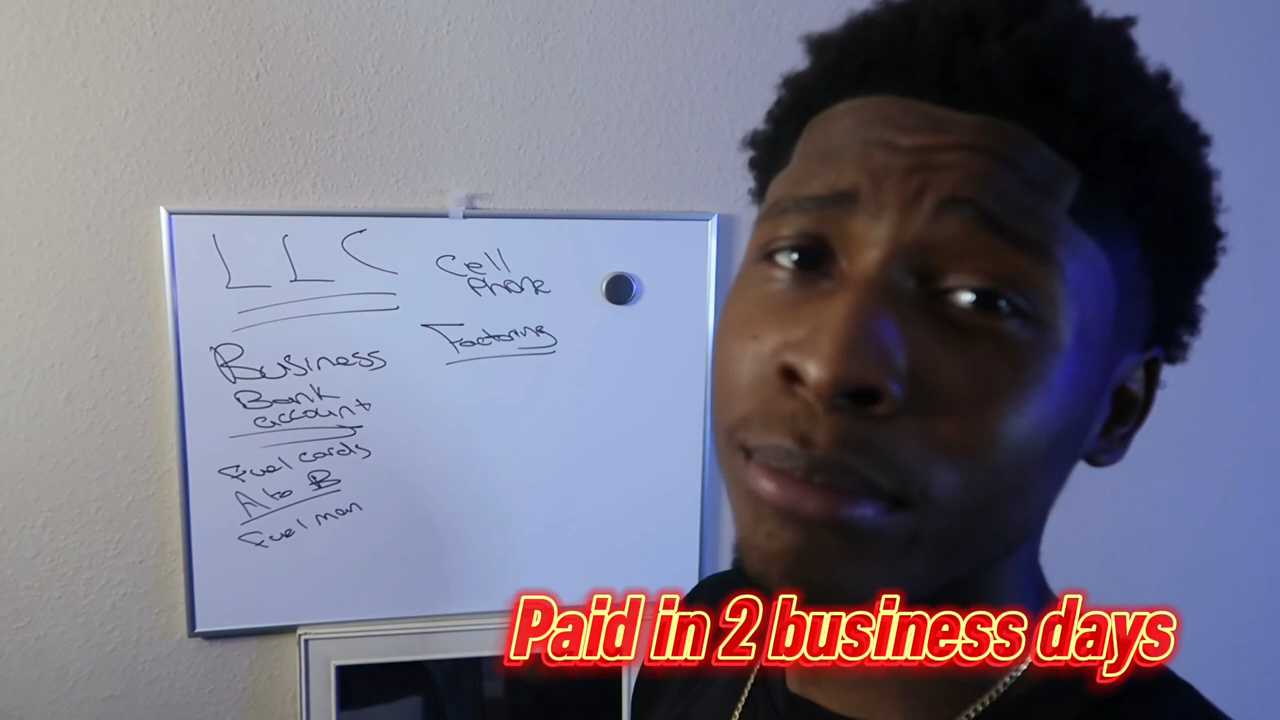 LLC
Business
Bank
account
Fuel cards
A to B
Fuel man
Cell
Phone
Factoring
Paid in 2 business days